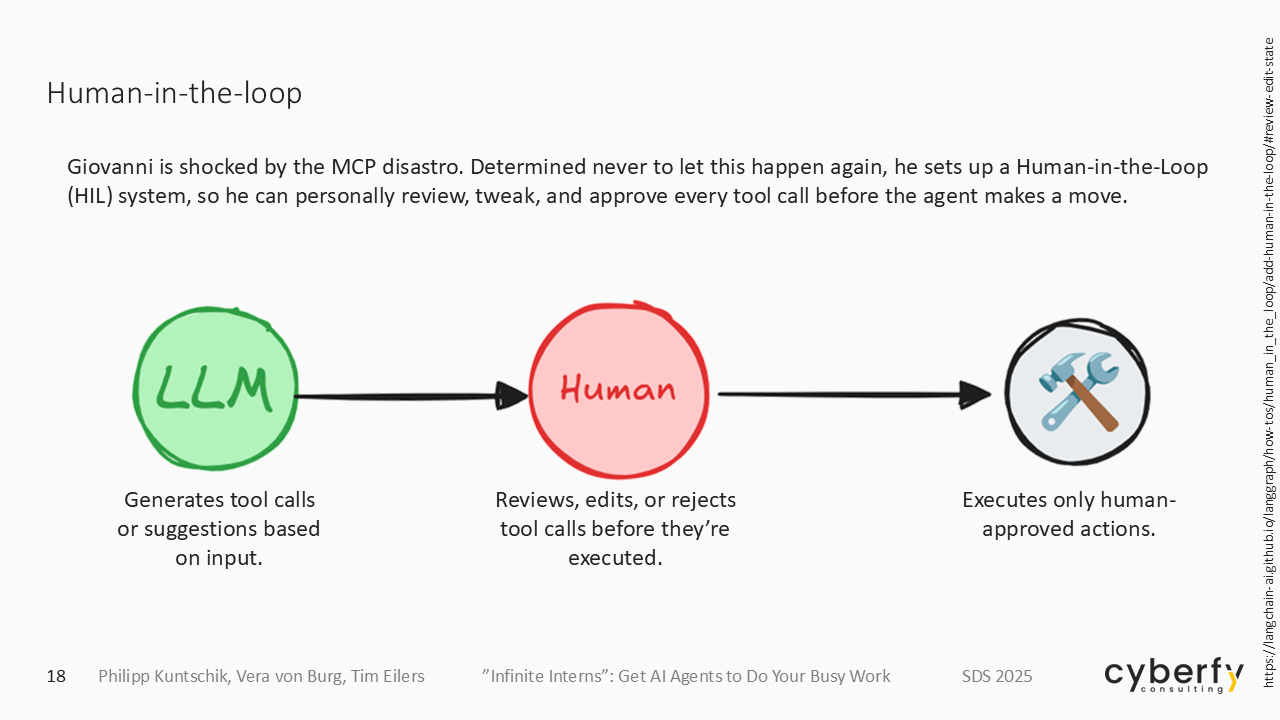 Human-in-the-loop
Giovanni is shocked by the MCP disastro. Determined never to let this happen again, he sets up a Human-in-the-Loop
(HIL) system, so he can personally review, tweak, and approve every tool call before the agent makes a move.
LLM
Human
Generates tool calls
or suggestions based
on input.
Reviews, edits, or rejects
tool calls before they’re
executed.
Executes only human-
approved actions.
18
Philipp Kuntschik, Vera von Burg, Tim Eilers
”Infinite Interns”: Get AI Agents to Do Your Busy Work
SDS 2025
cyberfy
consulting
https://langchain-ai.github.io/langgraph/how-tos/human_in_the_loop/add-human-in-the-loop/#review-edit-state